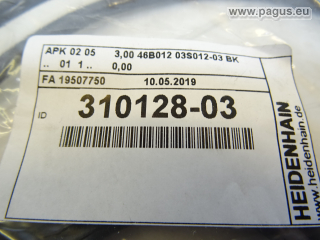 www.pagus.eu
APK 02 05 3,00 46B012 03S012-03 BK
.. 01 1 .. 0,00
FA 19507750 10.05.2019
310128-03
ID
HEIDENHAIN
www.heidenhain.de